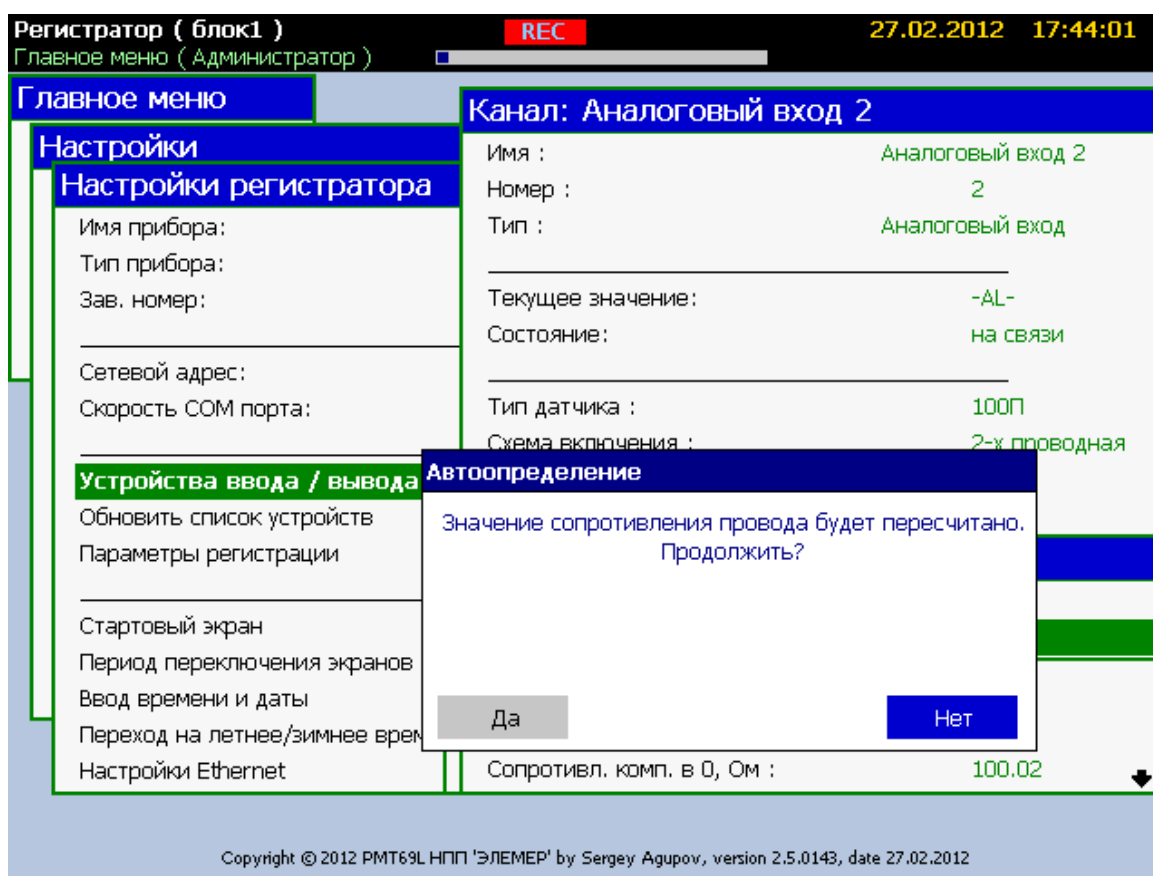 Регистратор ( блок1 )
REC
27.02.2012 17:44:01
Главное меню ( Администратор )
Главное меню
Настройки
Настройки регистратора
Имя прибора:
Тип прибора:
Зав. номер:
Сетевой адрес:
Скорость COM порта:
Устройства ввода / вывода
Обновить список устройств
Параметры регистрации
Стартовый экран
Период переключения экранов
Ввод времени и даты
Переход на летнее/зимнее врем
Настройки Ethernet
Канал: Аналоговый вход 2
Имя : Аналоговый вход 2
Номер : 2
Тип : Аналоговый вход
Текущее значение: -AL-
Состояние: на связи
Тип датчика : 100П
Схема включения : 2-х проводная
Автоопределение
Значение сопротивления провода будет пересчитано.
Продолжить?
Да Нет
Сопротивл. комп. в 0, Ом : 100.02
Copyright © 2012 РМТ69L НПП 'ЭЛЕМЕР' by Sergey Agupov, version 2.5.0143, date 27.02.2012